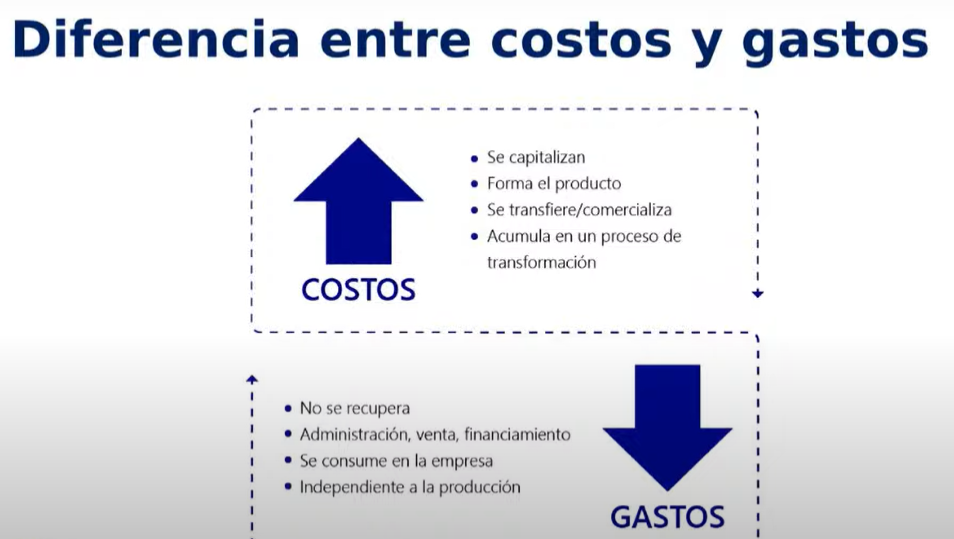 Diferencia entre costos y gastos
Se capitalizan
Forma el producto
Se transfiere/comercializa
Acumula en un proceso de
transformación
COSTOS
No se recupera
Administración, venta, financiamiento
Se consume en la empresa
Independiente a la producción
GASTOS